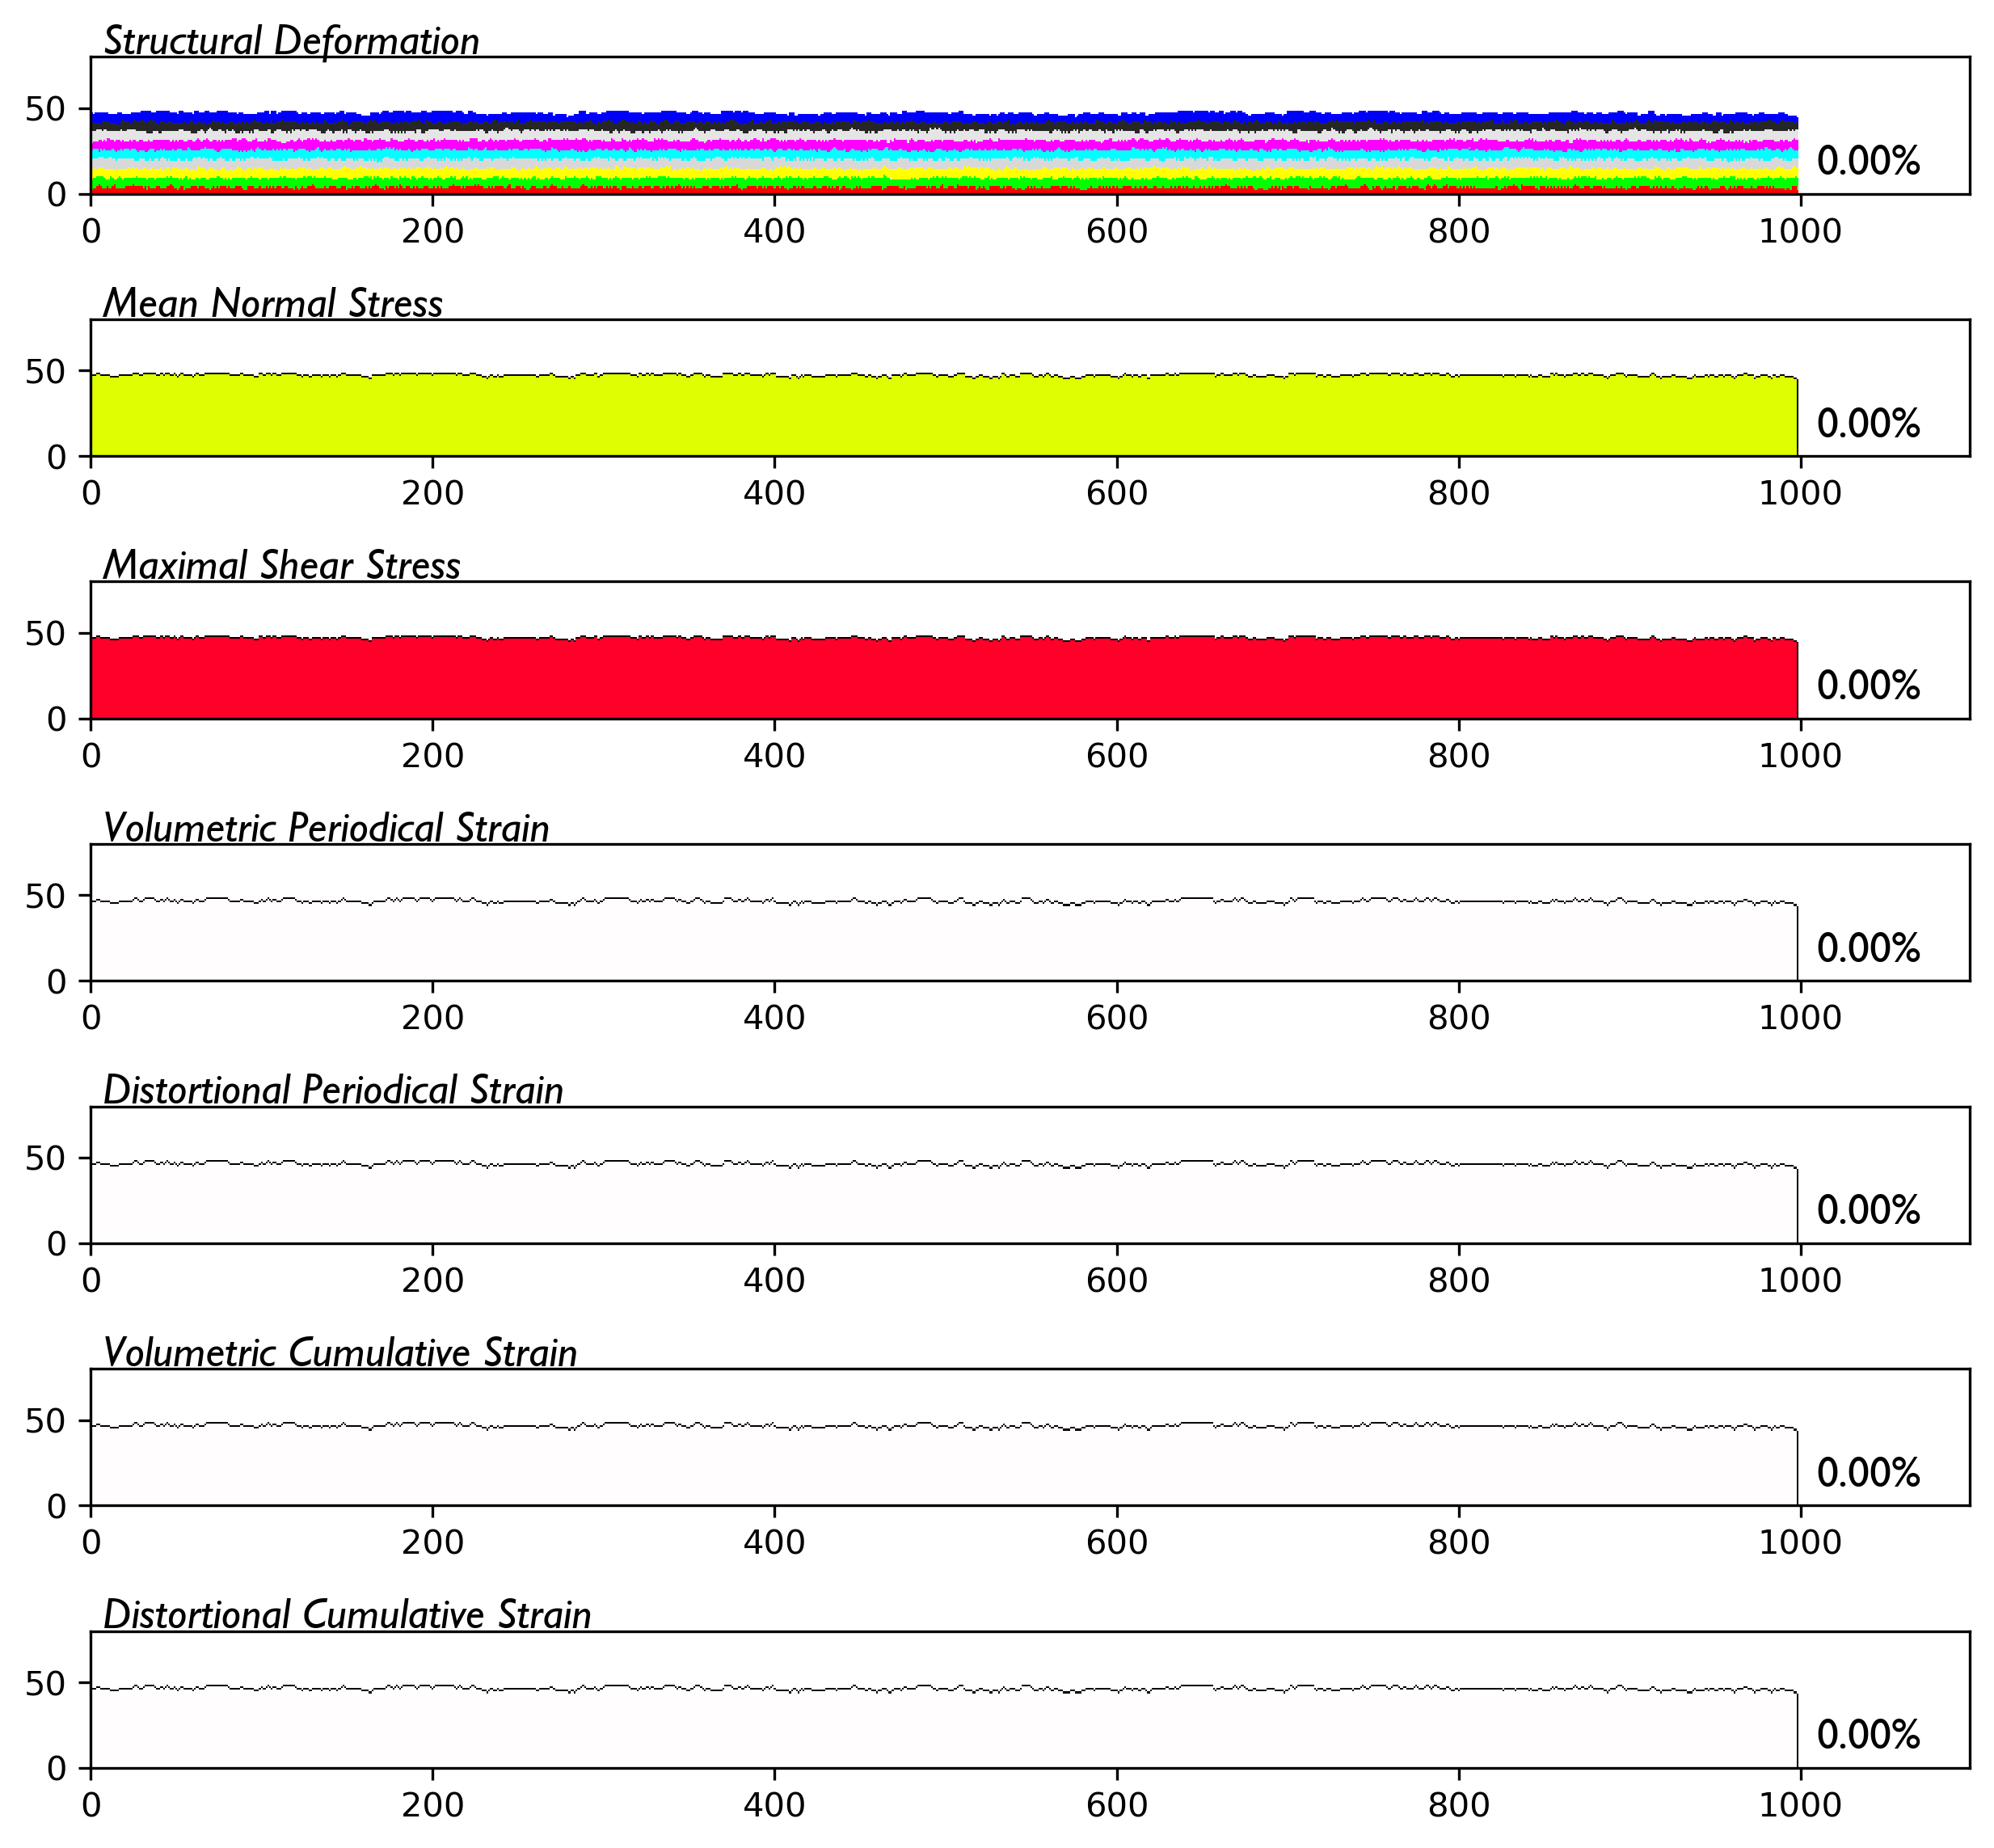 Structural Deformation
50
0.00%
0
0 200 400 600 800 1000
Mean Normal Stress
50
0.00%
0
0 200 400 600 800 1000
Maximal Shear Stress
50
0.00%
0
0 200 400 600 800 1000
Volumetric Periodical Strain
50
0.00%
0
0 200 400 600 800 1000
Distortional Periodical Strain
50
0.00%
0
0 200 400 600 800 1000
Volumetric Cumulative Strain
50
0.00%
0
0 200 400 600 800 1000
Distortional Cumulative Strain
50
0.00%
0
0 200 400 600 800 1000